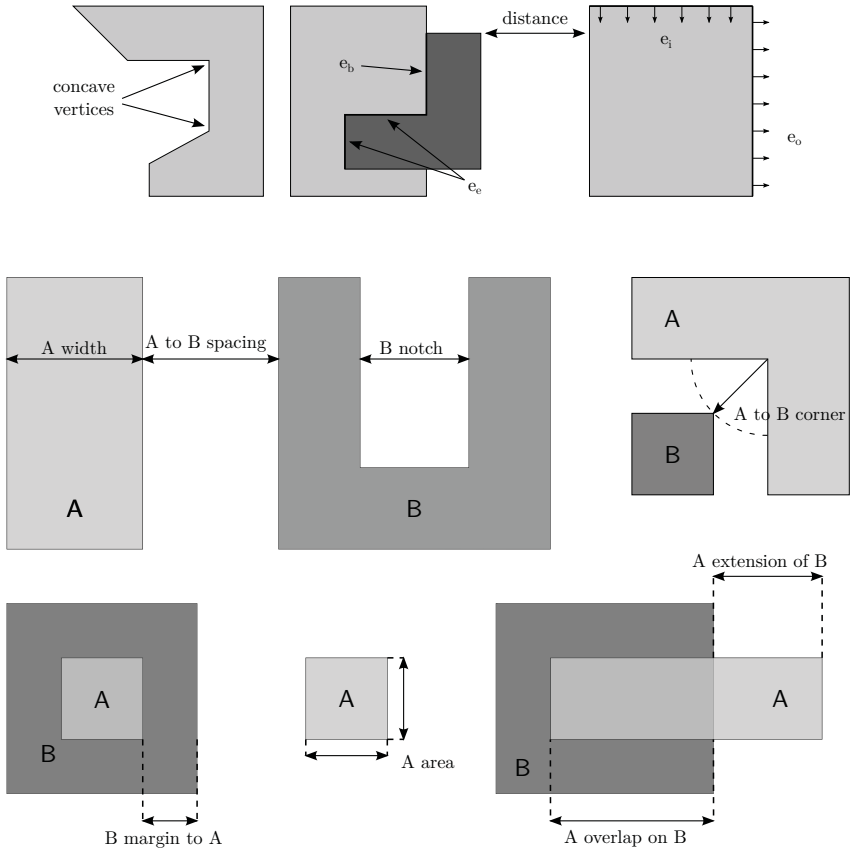 distance
e_i
e_b
concave
vertices
e_o
e_e
A
A to B spacing
A width
B notch
A to B corner
B
A
B
A extension of B
A
A
A
B
A area
B
B margin to A
A overlap on B